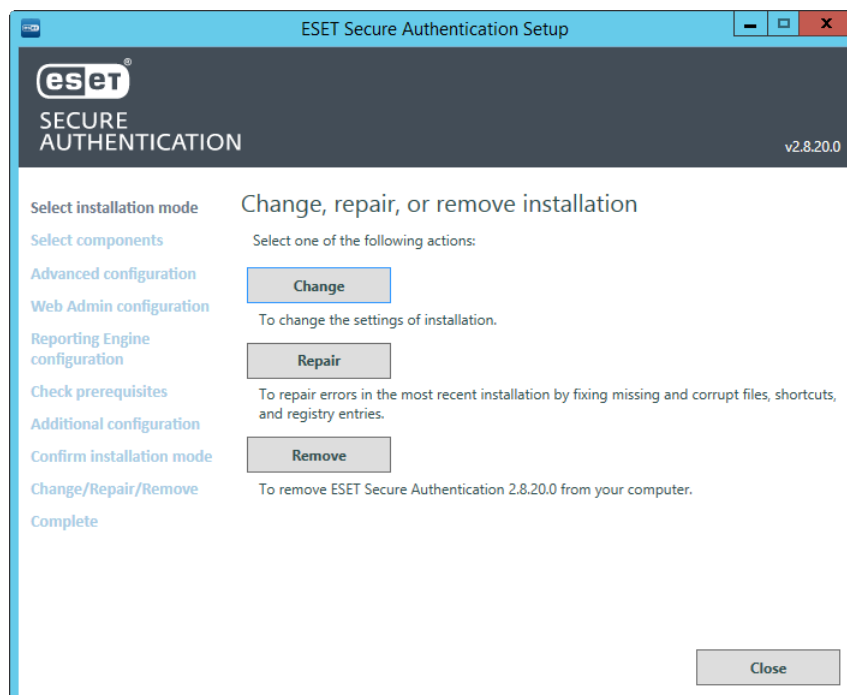 ESET Secure Authentication Setup
eseT®
SECURE
AUTHENTICATION
v2.8.20.0
Select installation mode
Select components
Advanced configuration
Web Admin configuration
Reporting Engine
configuration
Check prerequisites
Additional configuration
Confirm installation mode
Change/Repair/Remove
Complete
Change, repair, or remove installation
Select one of the following actions:
Change
To change the settings of installation.
Repair
To repair errors in the most recent installation by fixing missing and corrupt files, shortcuts,
and registry entries.
Remove
To remove ESET Secure Authentication 2.8.20.0 from your computer.
Close